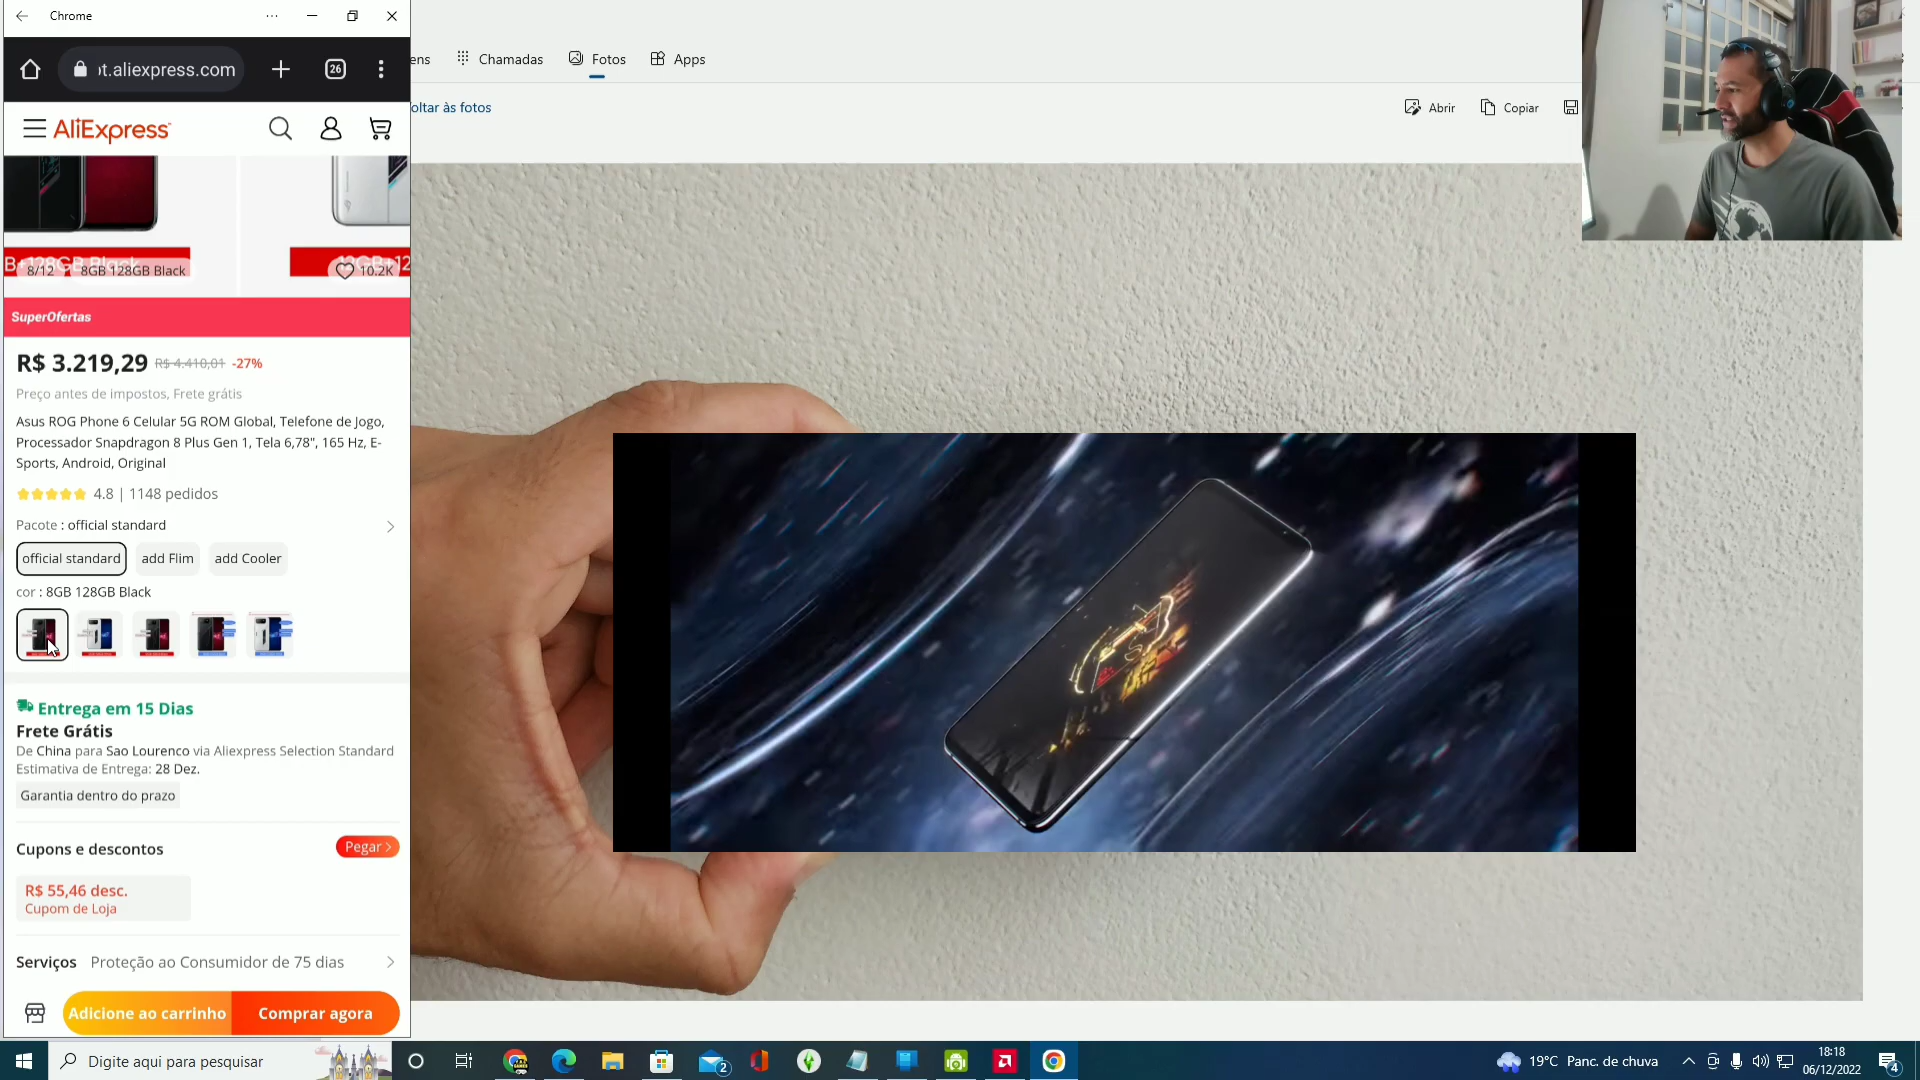 Chrome
ens
Chamadas
Fotos
Apps
pt.aliexpress.com
26
oltar às fotos
Abrir
Copiar
AliExpress
8/12
8GB 128GB Black
10.2K
SuperOfertas
R$ 3.219,29 R$ 4.410,01 -27%
Preço antes de impostos, Frete grátis
Asus ROG Phone 6 Celular 5G ROM Global, Telefone de Jogo,
Processador Snapdragon 8 Plus Gen 1, Tela 6,78", 165 Hz, E-
Sports, Android, Original
4.8 | 1148 pedidos
Pacote : official standard
official standard
add Flim
add Cooler
cor : 8GB 128GB Black
Entrega em 15 Dias
Frete Grátis
De China para Sao Lourenco via Aliexpress Selection Standard
Estimativa de Entrega: 28 Dez.
Garantia dentro do prazo
Cupons e descontos
Pegar
R$ 55,46 desc.
Cupom de Loja
Serviços Proteção ao Consumidor de 75 dias
Adicione ao carrinho
Comprar agora
Digite aqui para pesquisar
2
19°C Panc. de chuva
18:18
06/12/2022
4